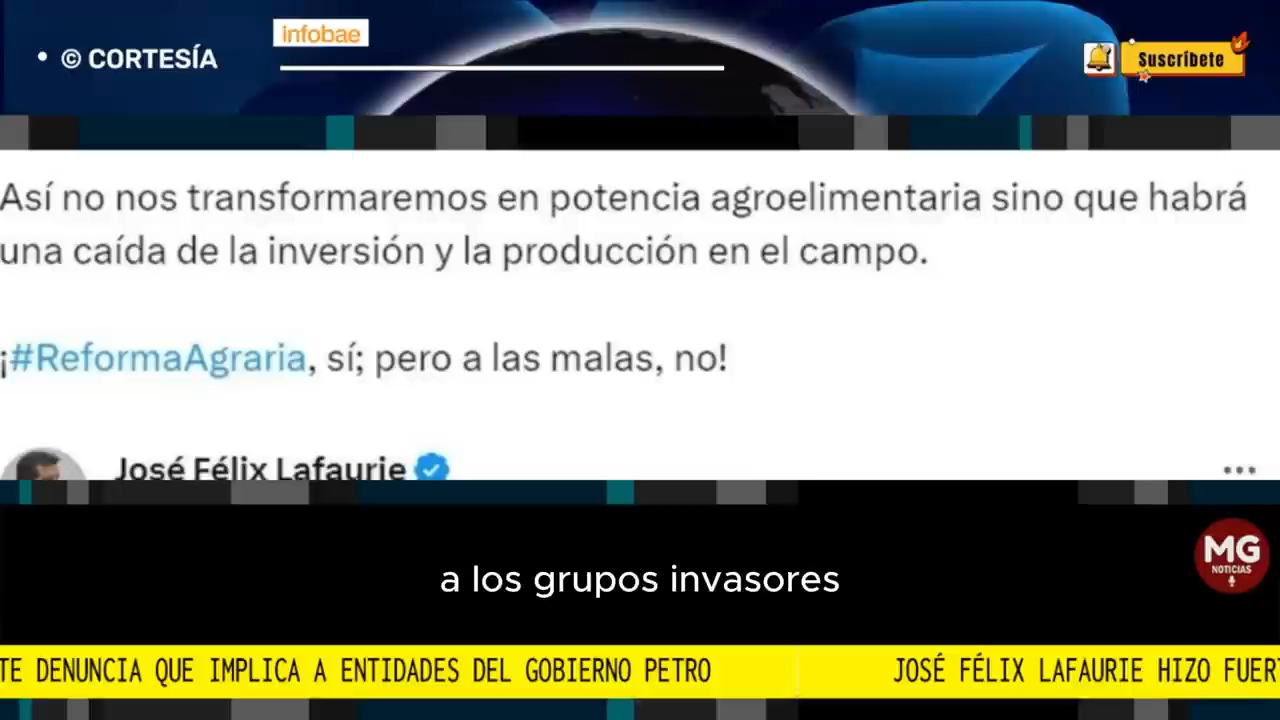 infobae
• © CORTESÍA
Suscríbete
Así no nos transformaremos en potencia agroelimentaria sino que habrá
una caída de la inversión y la producción en el campo.
¡#ReformaAgraria, sí; pero a las malas, no!
José Félix Lafaurie
a los grupos invasores
MG
NOTICIAS
TE DENUNCIA QUE IMPLICA A ENTIDADES DEL GOBIERNO PETRO
JOSÉ FÉLIX LAFAURIE HIZO FUER